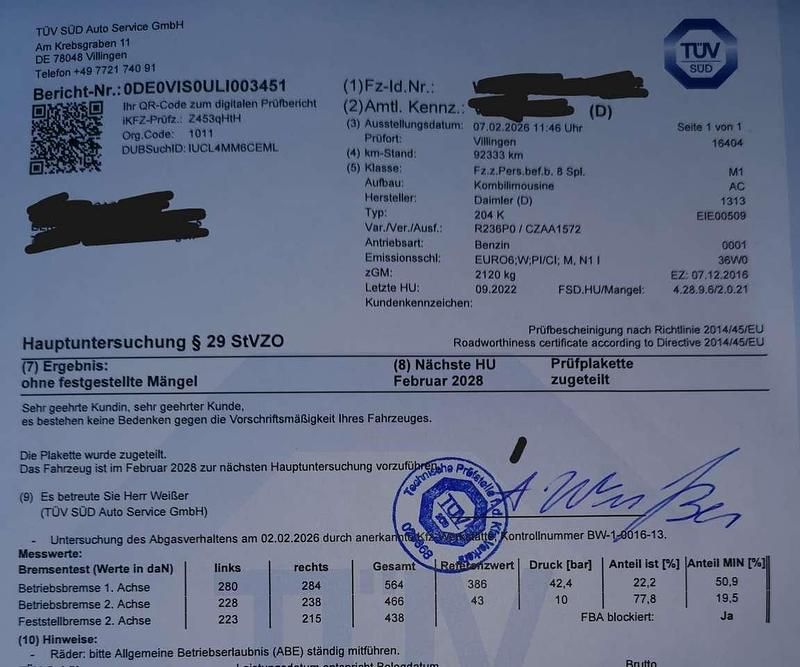 TÜV SÜD Auto Service GmbH
Am Krebsgraben 11
DE 78048 Villingen
Telefon +49 7721 740 91
TÜV
SÜD
Bericht-Nr.: 0DE0VIS0ULI003451
Ihr QR-Code zum digitalen Prüfbericht
iKFZ-Prüfz.: Z453qHtH
Org.Code: 1011
DUBSuchID: IUCL4MM6CEML
(1) Fz-Id.Nr.:
(2) Amtl. Kennz.: (D)
(3) Ausstellungsdatum: 07.02.2026 11:46 Uhr Seite 1 von 1
Prüfort: Villingen 16404
(4) km-Stand: 92333 km
(5) Klasse: Fz.z.Pers.bef.b. 8 Spl. M1
Aufbau: Kombilimousine AC
Hersteller: Daimler (D) 1313
Typ: 204 K EIE00509
Var./Ver./Ausf.: R236P0 / CZAA1572
Antriebsart: Benzin 0001
Emissionsschl: EURO6;W;PI/CI; M, N1 I 36W0
zGM: 2120 kg EZ: 07.12.2016
Letzte HU: 09.2022 FSD.HU/Mangel: 4.28.9.6/2.0.21
Kundenkennzeichen:
Hauptuntersuchung § 29 StVZO
Prüfbescheinigung nach Richtlinie 2014/45/EU
Roadworthiness certificate according to Directive 2014/45/EU
(7) Ergebnis: (8) Nächste HU Prüfplakette
ohne festgestellte Mängel Februar 2028 zugeteilt
Sehr geehrte Kundin, sehr geehrter Kunde,
es bestehen keine Bedenken gegen die Vorschriftsmäßigkeit Ihres Fahrzeuges.
Die Plakette wurde zugeteilt.
Das Fahrzeug ist im Februar 2028 zur nächsten Hauptuntersuchung vorzuführen.
(9) Es betreute Sie Herr Weißer
(TÜV SÜD Auto Service GmbH)
Technische Prüfstelle
TÜV
SÜD
- Untersuchung des Abgasverhaltens am 02.02.2026 durch anerkannte Kfz-Werkstatt, Kontrollnummer BW-1-0016-13.
Messwerte:
Bremsentest (Werte in daN) links rechts Gesamt Referenzwert Druck [bar] Anteil ist [%] Anteil MIN [%]
Betriebsbremse 1. Achse 280 284 564 386 42,4 22,2 50,9
Betriebsbremse 2. Achse 228 238 466 43 10 77,8 19,5
Feststellbremse 2. Achse 223 215 438 FBA blockiert: Ja
(10) Hinweise:
- Räder: bitte Allgemeine Betriebserlaubnis (ABE) ständig mitführen.
Brutto